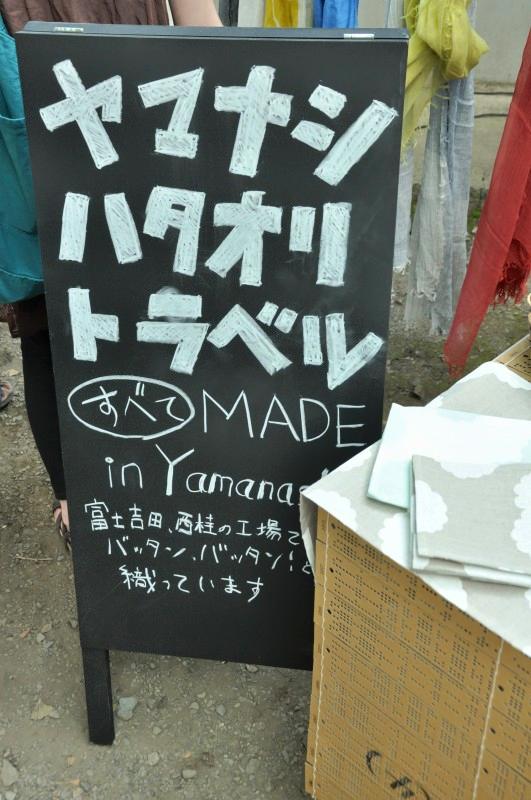 ヤマナシ
ハタオリ
トラベル
すべて MADE
in Yamana
富士吉田、西桂の工場で
バッタン、バッタン!と
織っています